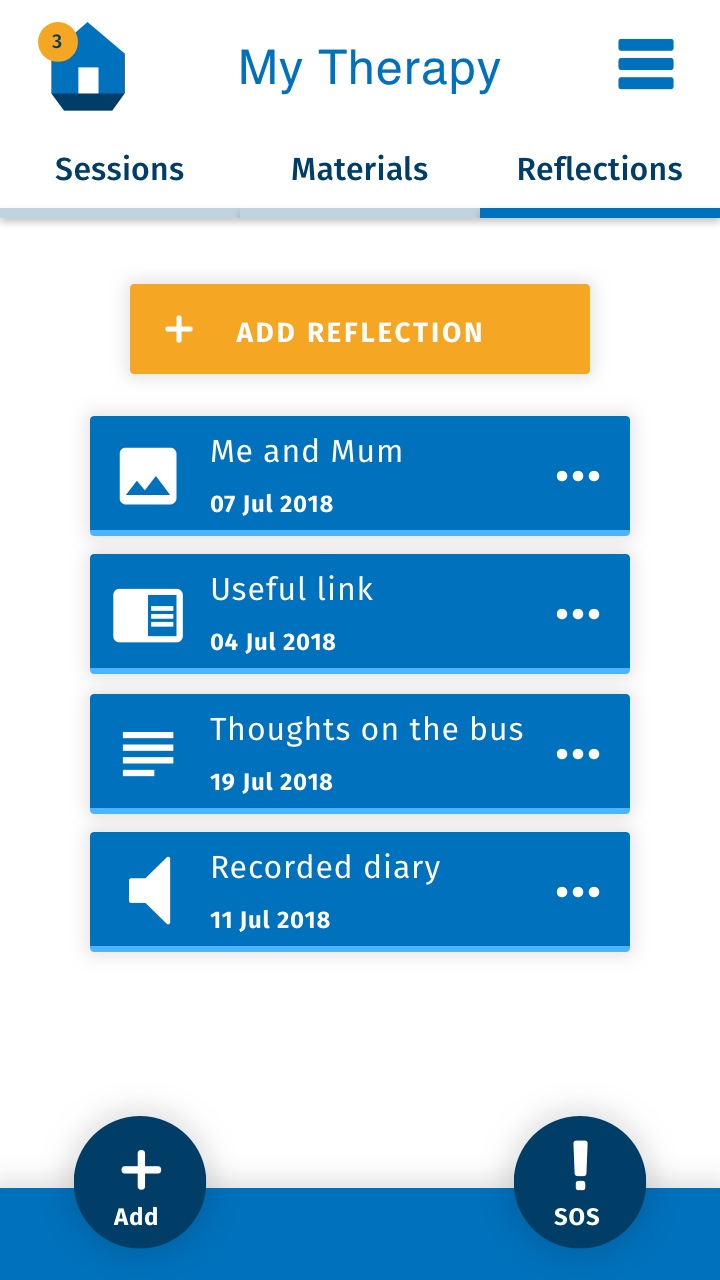 3
My Therapy
Sessions Materials Reflections
+ ADD REFLECTION
Me and Mum
07 Jul 2018
Useful link
04 Jul 2018
Thoughts on the bus
19 Jul 2018
Recorded diary
11 Jul 2018
+ !
Add SOS